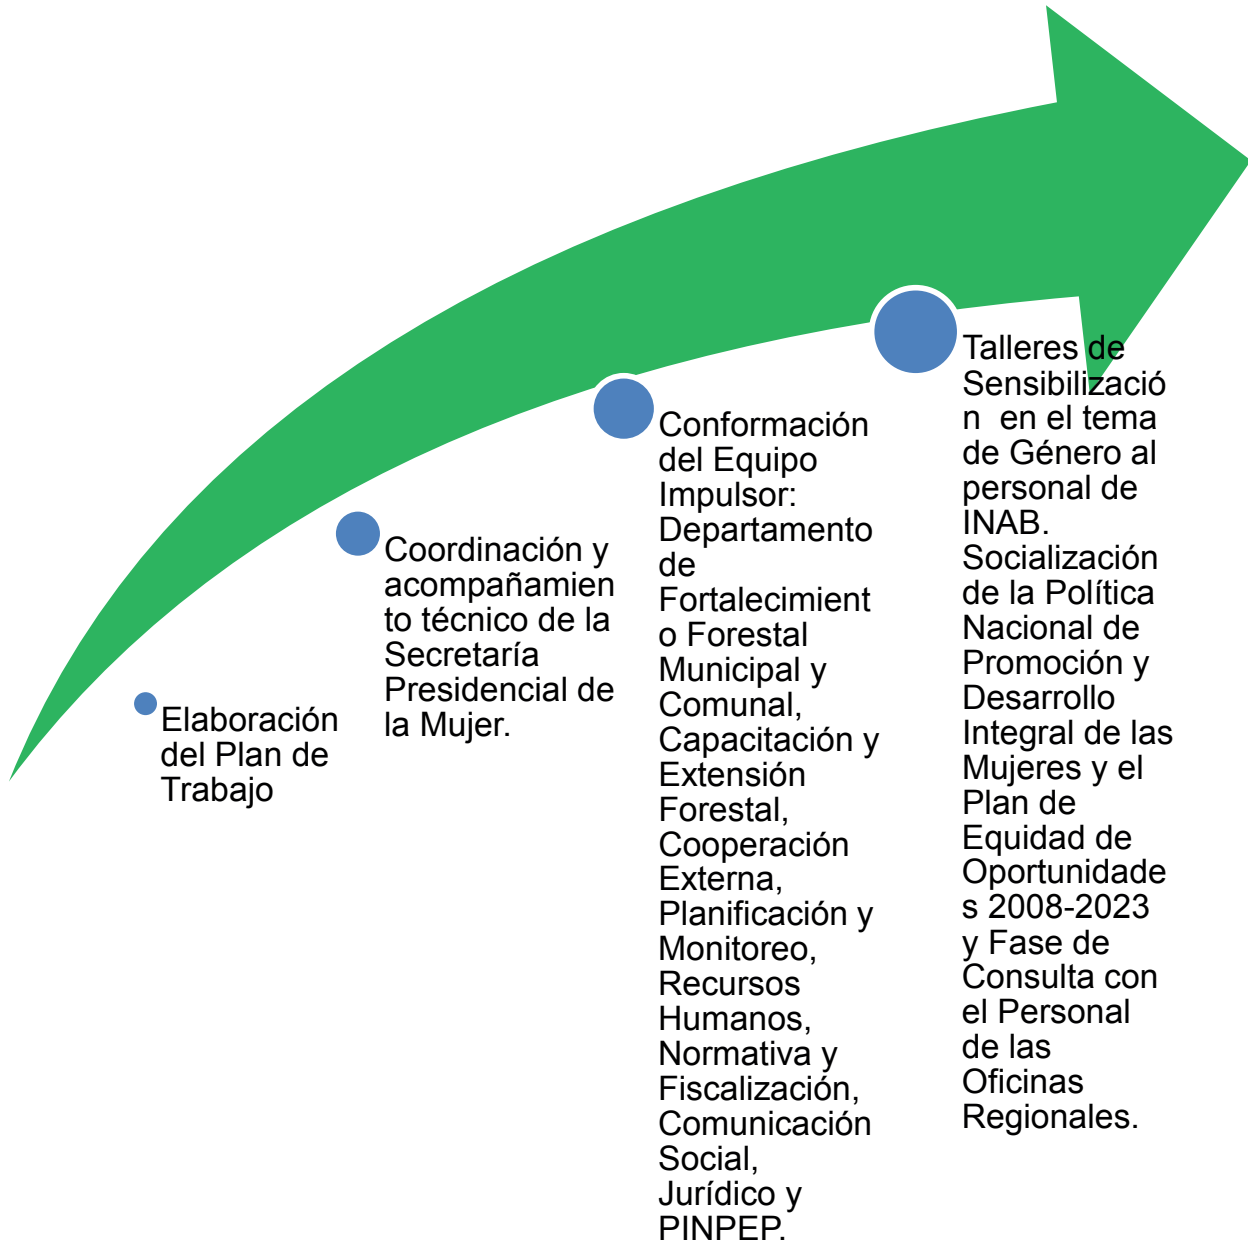 Elaboración
del Plan de
Trabajo
Coordinación y
acompañamien
to técnico de la
Secretaría
Presidencial de
la Mujer.
Conformación
del Equipo
Impulsor:
Departamento
de
Fortalecimient
o Forestal
Municipal y
Comunal,
Capacitación y
Extensión
Forestal,
Cooperación
Externa,
Planificación y
Monitoreo,
Recursos
Humanos,
Normativa y
Fiscalización,
Comunicación
Social,
Jurídico y
PINPEP.
Talleres de
Sensibilizació
n  en el tema
de Género al
personal de
INAB.
Socialización
de la Política
Nacional de
Promoción y
Desarrollo
Integral de las
Mujeres y el
Plan de
Equidad de
Oportunidade
s 2008-2023
y Fase de
Consulta con
el Personal
de las
Oficinas
Regionales.